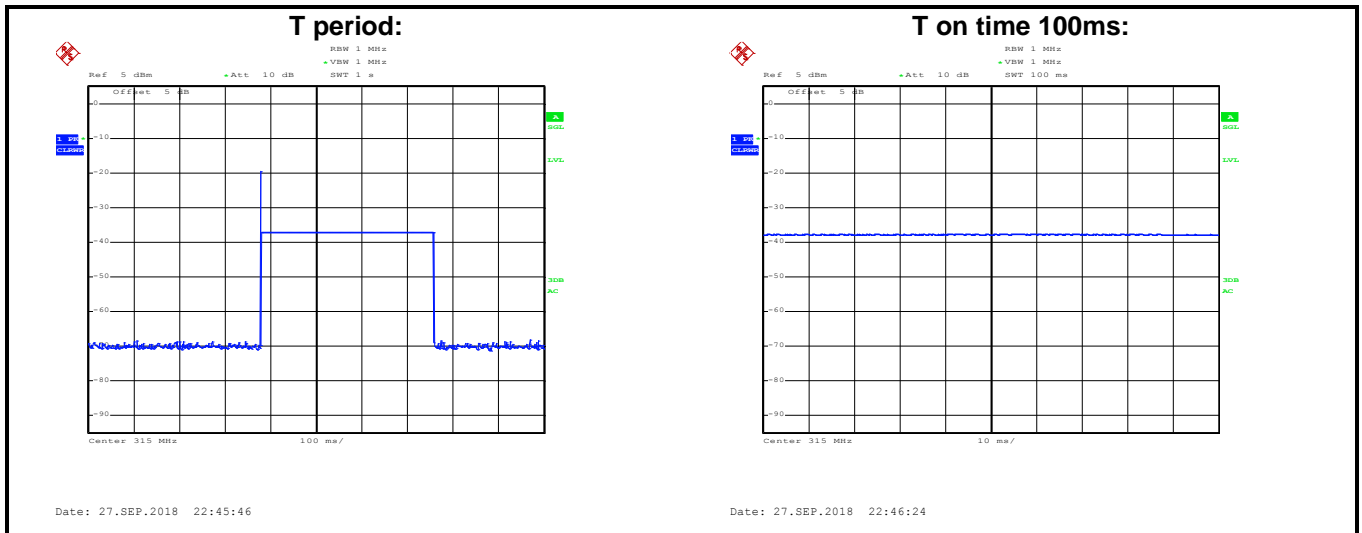 T period:
RBW 1 MHz
VBW 1 MHz
Ref 5 dBm
Att 10 dB
SWT 1 s
Offset 5 dB
0
-10
-20
-30
-40
-50
-60
-70
-80
-90
1 PK
CLRWR
A
SGL
LVL
3DB
AC
Center 315 MHz
100 ms/
Date: 27.SEP.2018 22:45:46
T on time 100ms:
RBW 1 MHz
VBW 1 MHz
Ref 5 dBm
Att 10 dB
SWT 100 ms
Offset 5 dB
0
-10
-20
-30
-40
-50
-60
-70
-80
-90
1 PK
CLRWR
A
SGL
LVL
3DB
AC
Center 315 MHz
10 ms/
Date: 27.SEP.2018 22:46:24